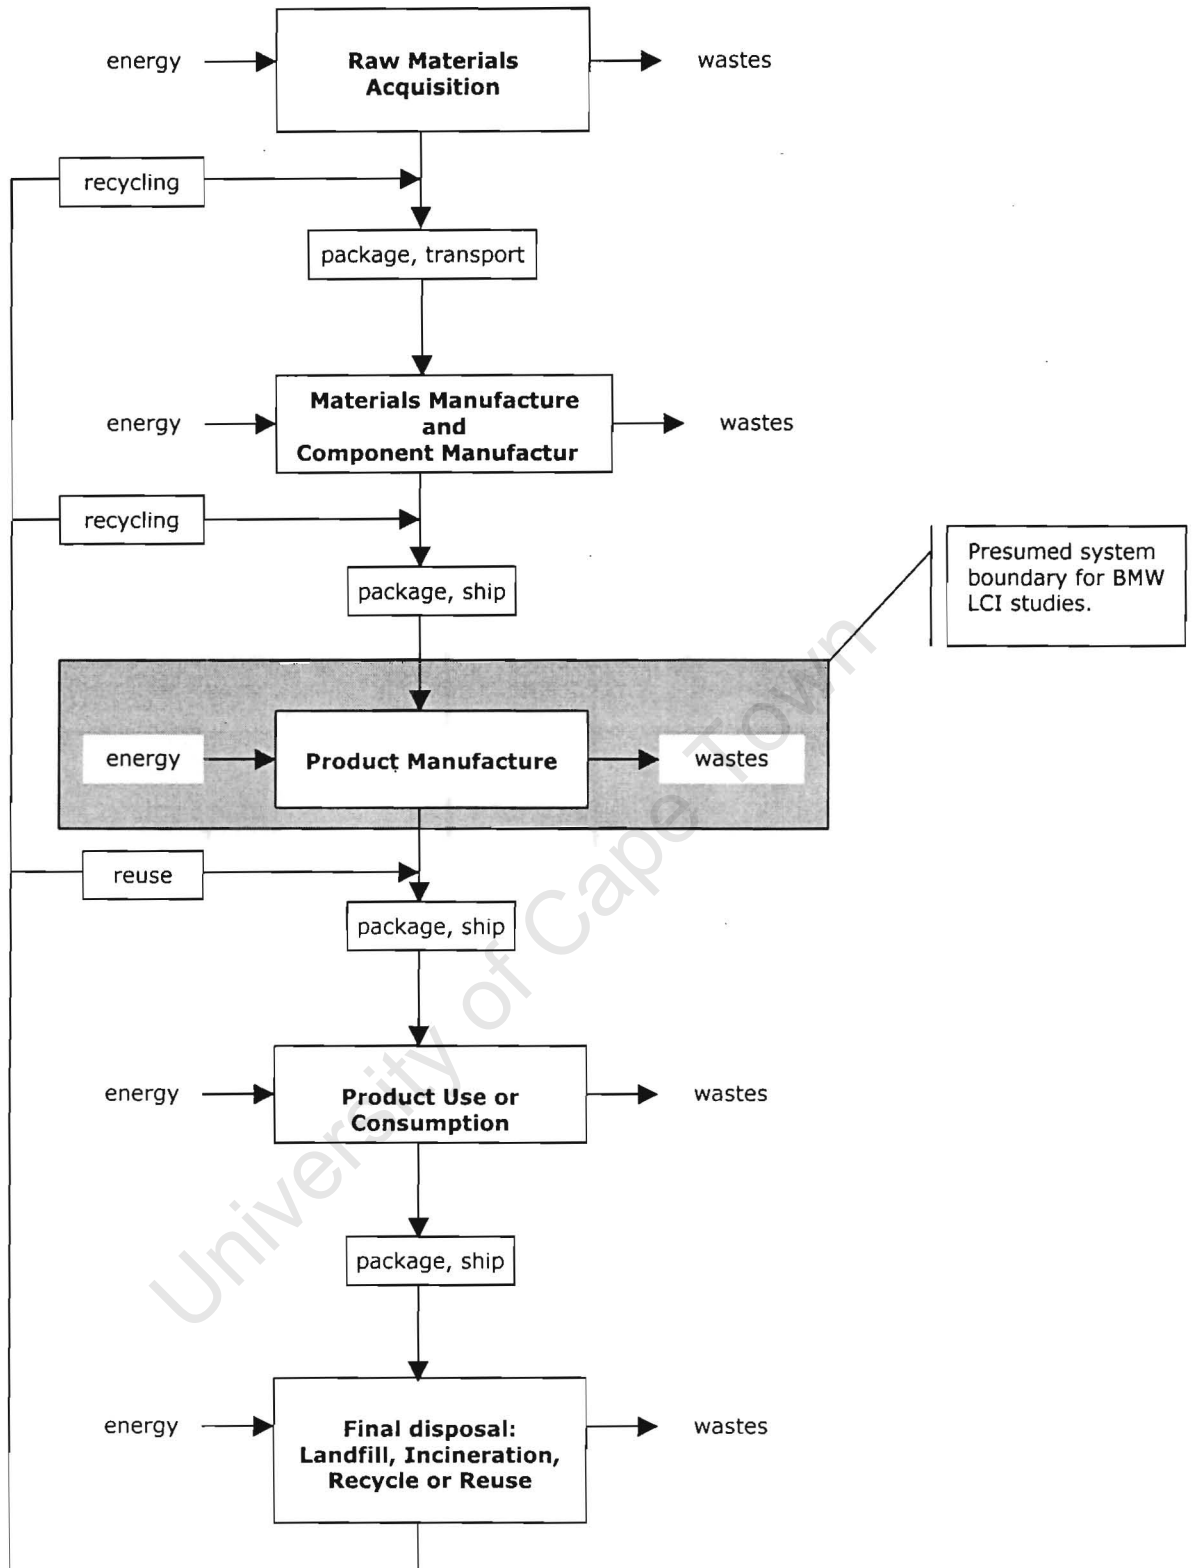 energy
Raw Materials
Acquisition
wastes
recycling
package, transport
energy
Materials Manufacture
and
Component Manufactur
wastes
recycling
package, ship
Presumed system
boundary for BMW
LCI studies.
energy
Product Manufacture
wastes
reuse
package, ship
energy
Product Use or
Consumption
wastes
package, ship
energy
Final disposal:
Landfill, Incineration,
Recycle or Reuse
wastes
University of Cape Town